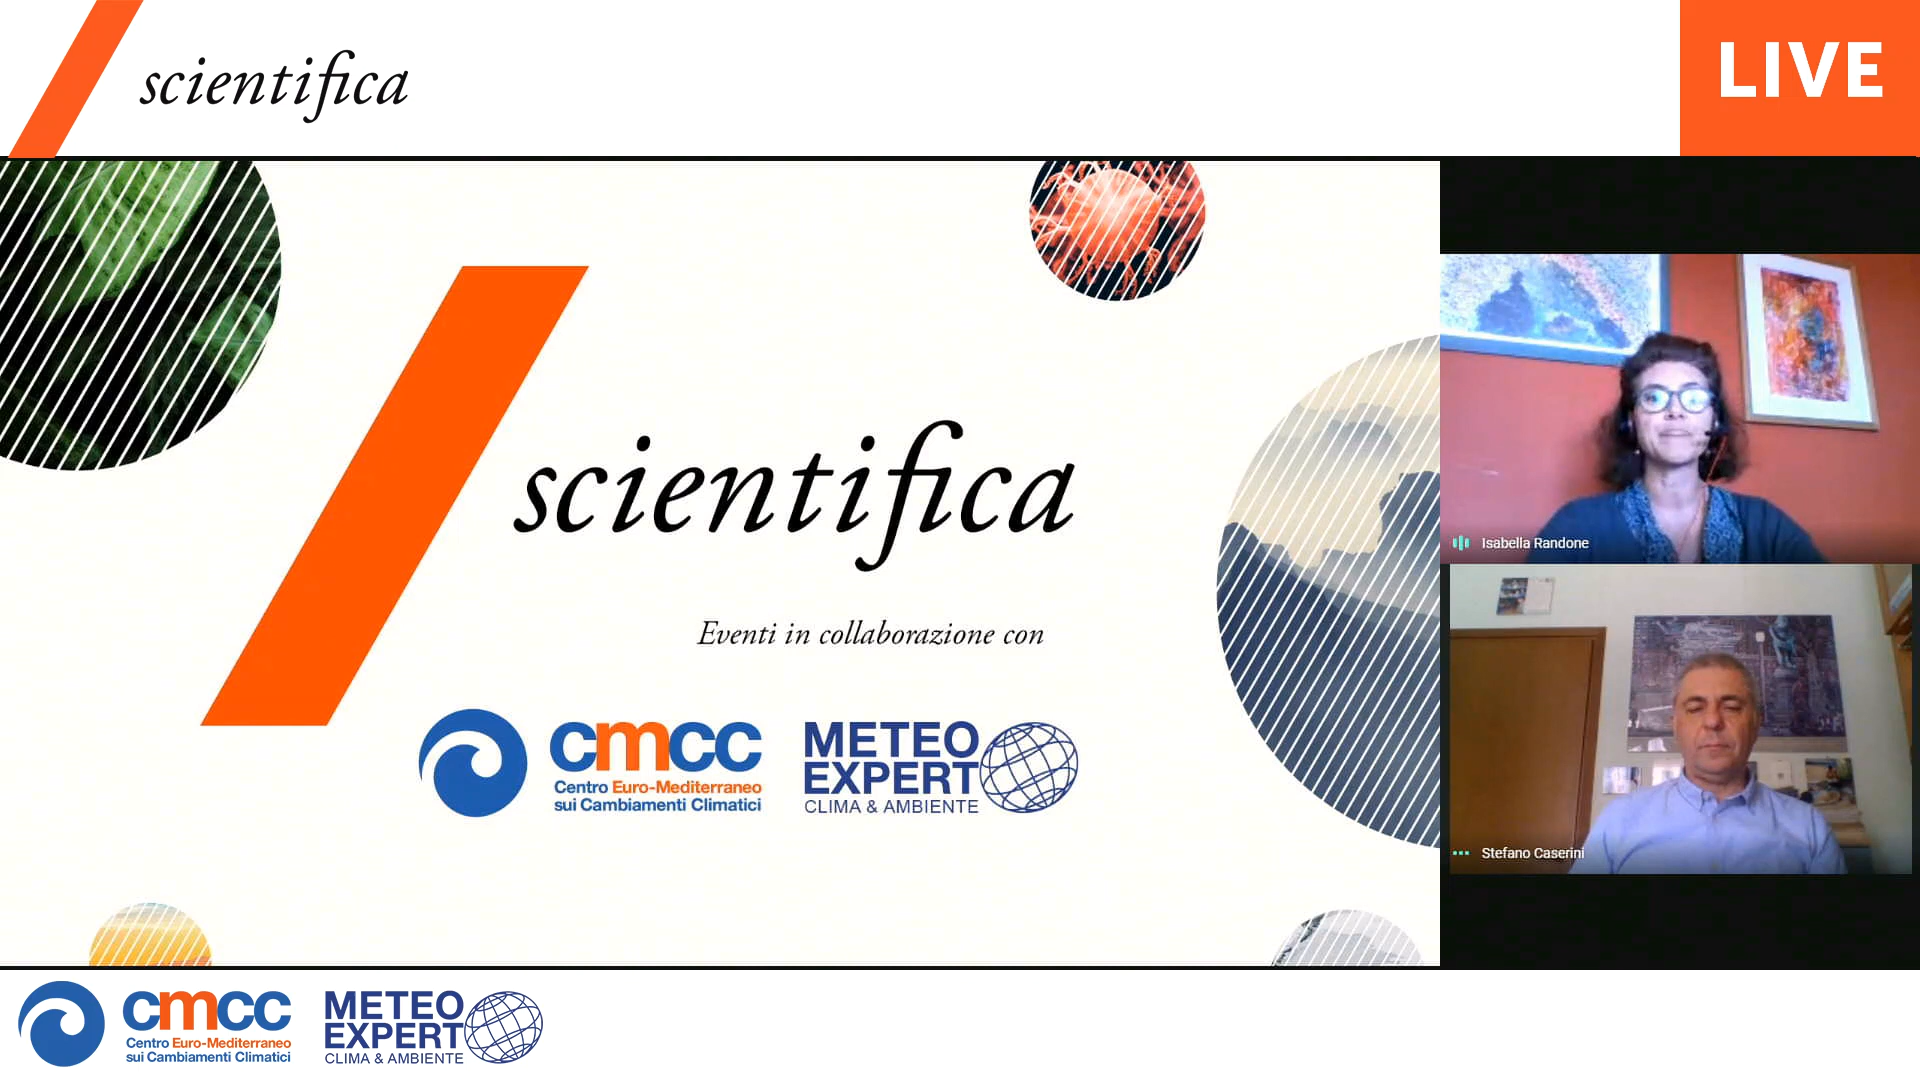 scientifica
LIVE
scientifica
Eventi in collaborazione con
cmcc
Centro Euro-Mediterraneo
sui Cambiamenti Climatici
METEO
EXPERT
CLIMA & AMBIENTE
Isabella Randone
Stefano Caserini
cmcc
Centro Euro-Mediterraneo
sui Cambiamenti Climatici
METEO
EXPERT
CLIMA & AMBIENTE